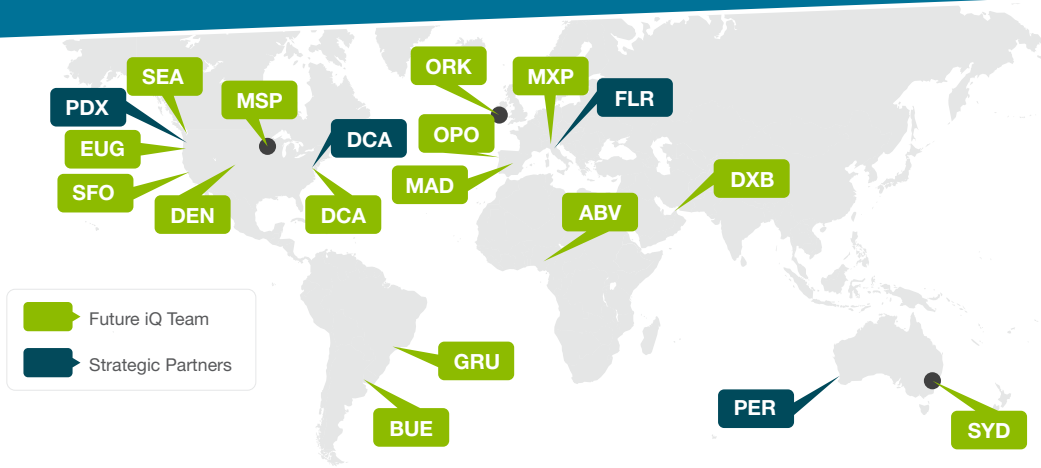 ORK
SEA
MXP
MSP
FLR
PDX
DCA
OPO
EUG
DXB
MAD
SFO
ABV
DEN
DCA
Future iQ Team
Strategic Partners
GRU
PER
BUE
SYD